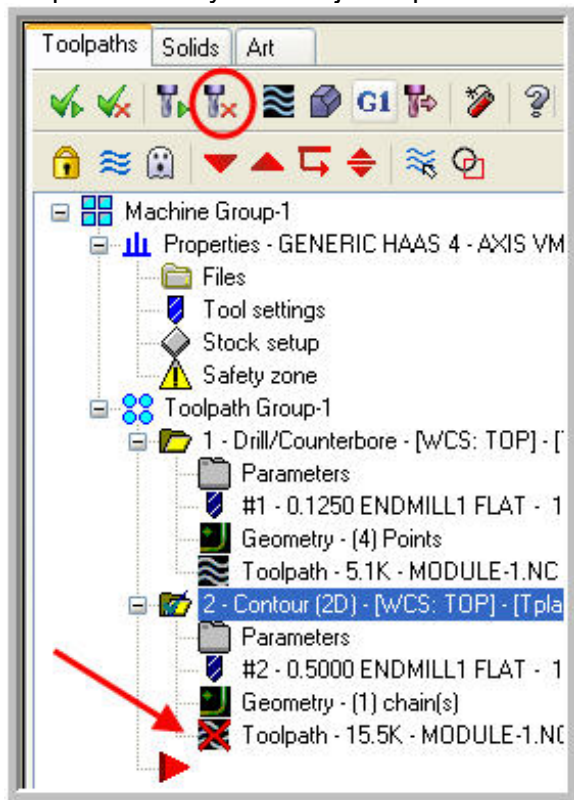 Toolpaths Solids Art
G1
Machine Group-1
Properties - GENERIC HAAS 4 - AXIS VM
Files
Tool settings
Stock setup
Safety zone
Toolpath Group-1
1 - Drill/Counterbore - [WCS: TOP] - [
Parameters
#1 - 0.1250 ENDMILL1 FLAT - 1
Geometry - (4) Points
Toolpath - 5.1K - MODULE-1.NC
2 - Contour (2D) - [WCS: TOP] - [Tpla
Parameters
#2 - 0.5000 ENDMILL1 FLAT - 1
Geometry - (1) chain(s)
Toolpath - 15.5K - MODULE-1.NC